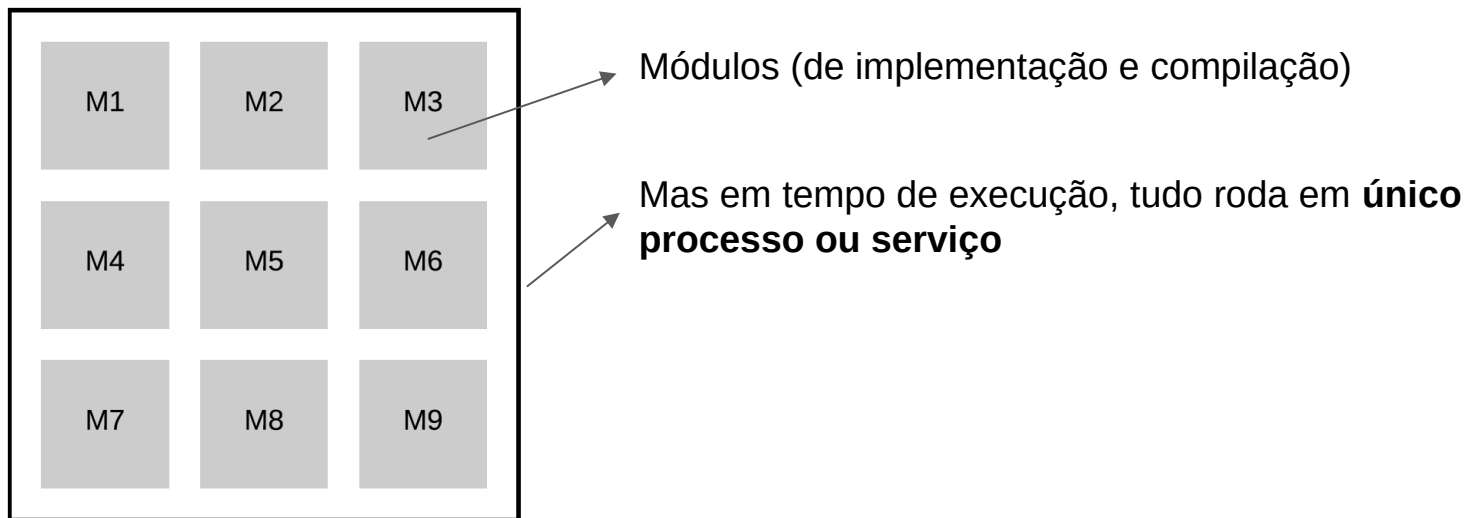 M1 M2 M3
Módulos (de implementação e compilação)
Mas em tempo de execução, tudo roda em único
processo ou serviço
M4 M5 M6
M7 M8 M9